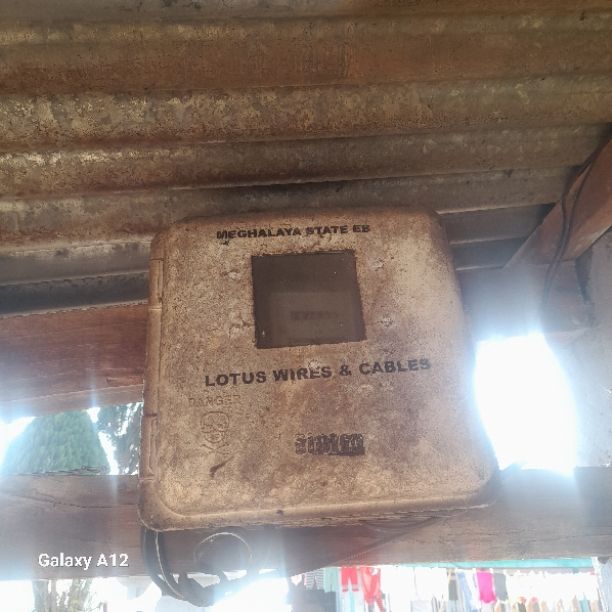 MEGHALAYA STATE EB
LOTUS WIRES & CABLES
DANGER
Galaxy A12